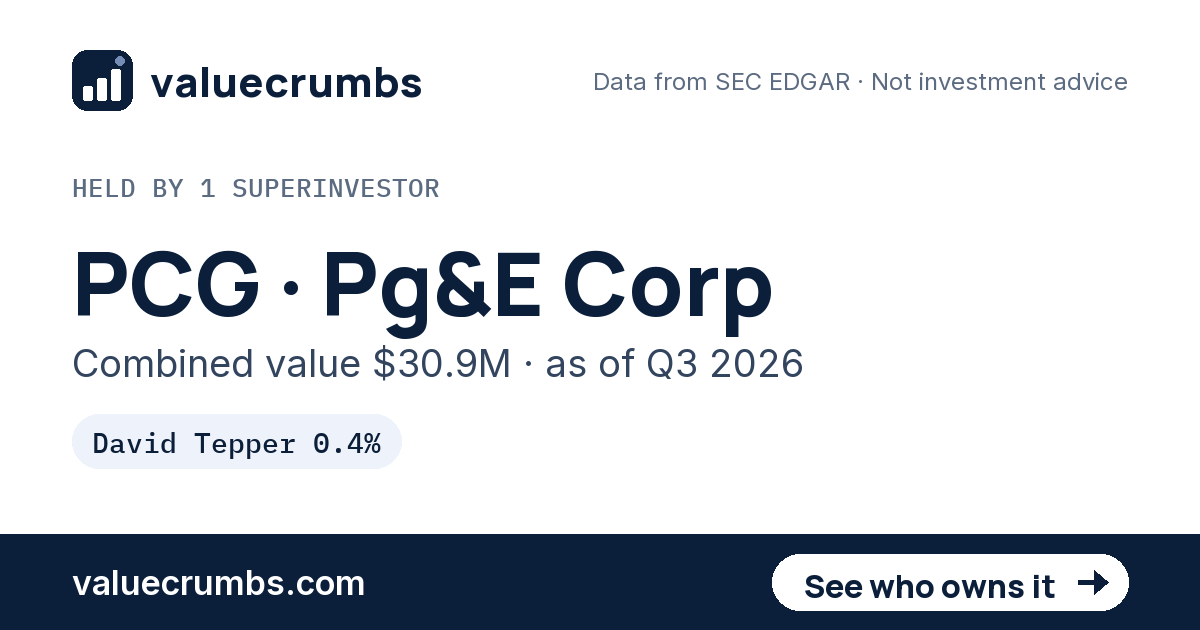 valuecrumbs
Data from SEC EDGAR · Not investment advice
HELD BY 1 SUPERINVESTOR
PCG · Pg&E Corp
Combined value $30.9M · as of Q3 2026
David Tepper 0.4%
valuecrumbs.com
See who owns it →